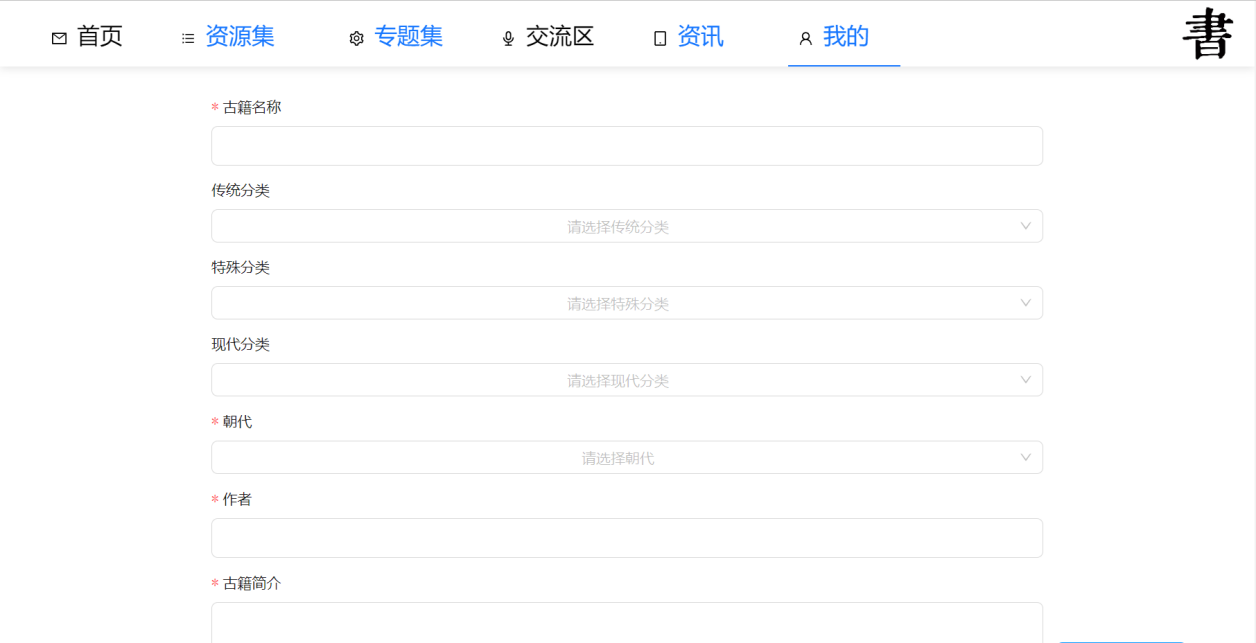 首页 资源集 专题集 交流区 资讯 我的 書
* 古籍名称
传统分类
请选择传统分类
特殊分类
请选择特殊分类
现代分类
请选择现代分类
* 朝代
请选择朝代
* 作者
* 古籍简介